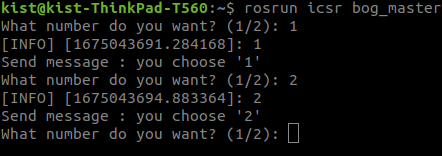 kist@kist-ThinkPad-T560:~$ rosrun icsr bog_master
What number do you want? (1/2): 1
[INFO] [1675043691.284168]: 1
Send message : you choose '1'
What number do you want? (1/2): 2
[INFO] [1675043694.883364]: 2
Send message : you choose '2'
What number do you want? (1/2):